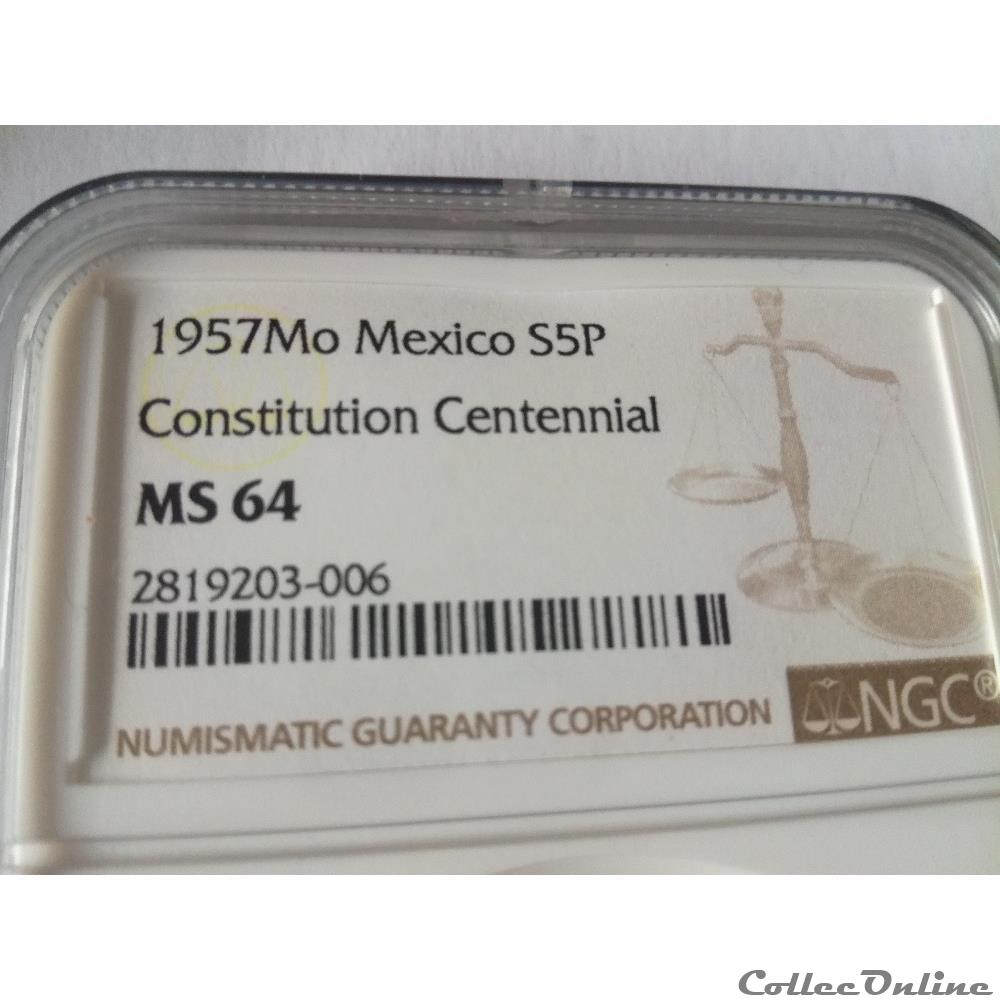 1957Mo Mexico S5P
Constitution Centennial
MS 64
2819203-006
NUMISMATIC GUARANTY CORPORATION NGC®
CollecOnline